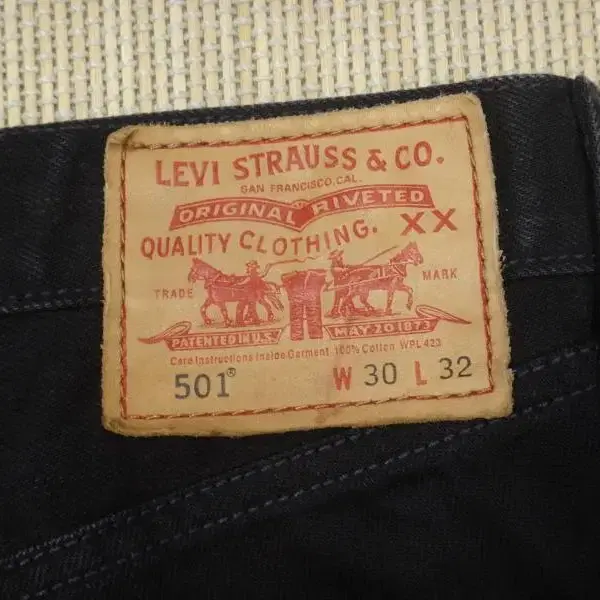 LEVI STRAUSS & CO.
SAN FRANCISCO, CAL.
ORIGINAL RIVETED
QUALITY CLOTHING. XX
TRADE MARK
PATENTED IN U.S. MAY 20 1873
Care Instructions Inside Garment 100% Cotton WPL 423
501® W 30 L 32